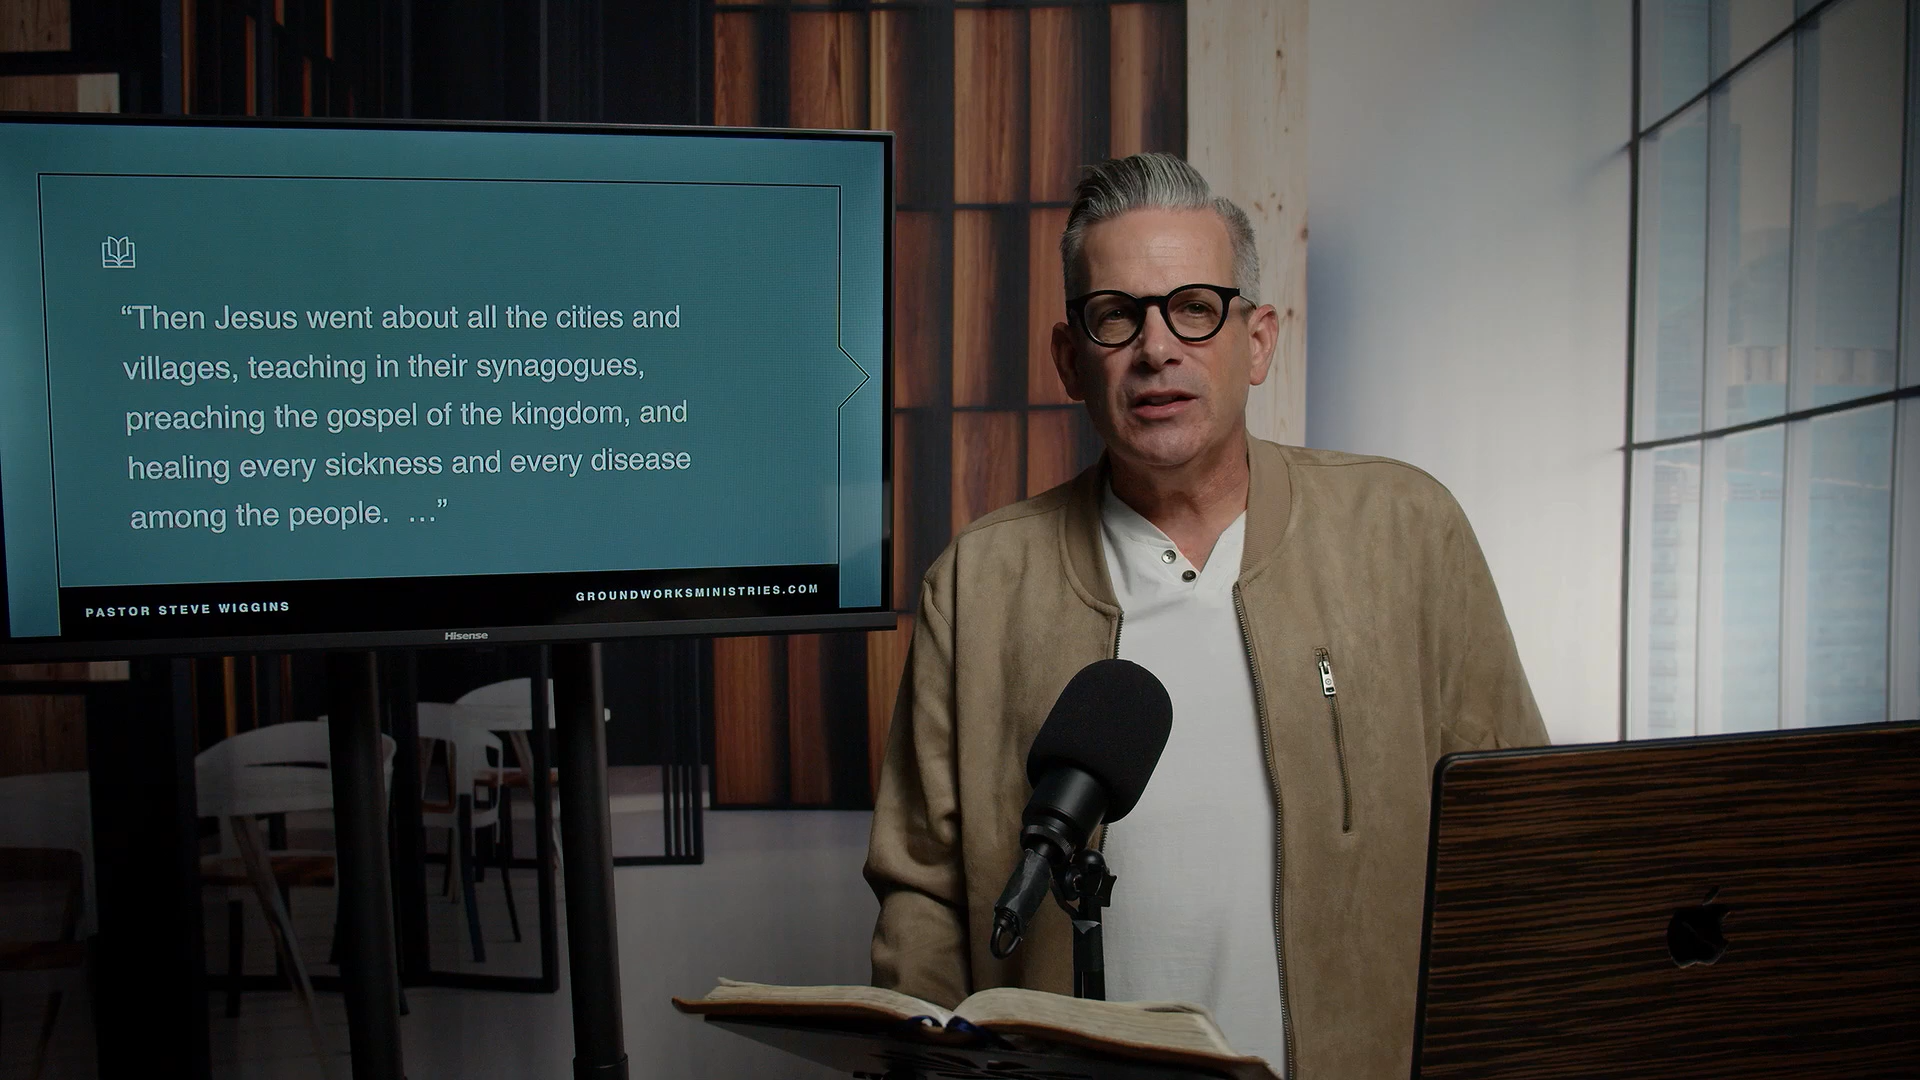 “Then Jesus went about all the cities and
villages, teaching in their synagogues,
preaching the gospel of the kingdom, and
healing every sickness and every disease
among the people. …”
PASTOR STEVE WIGGINS
GROUNDWORKSMINISTRIES.COM
Hisense